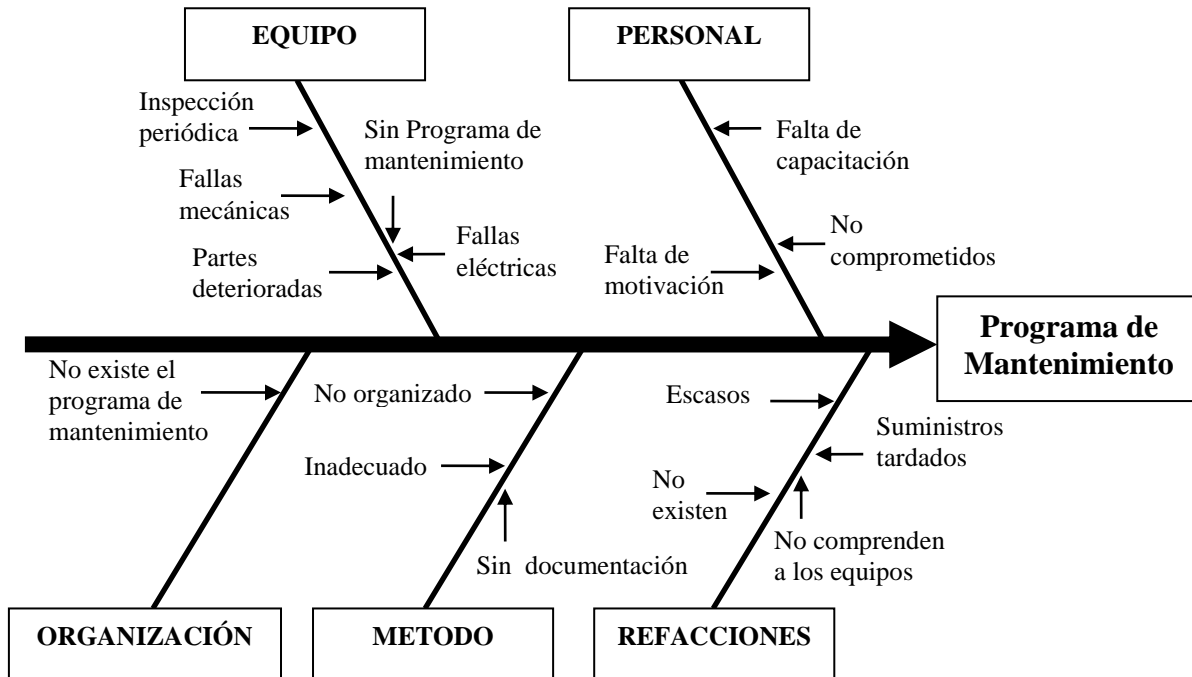 EQUIPO
PERSONAL
Inspección
periódica
Sin Programa de
mantenimiento
Falta de
capacitación
Fallas
mecánicas
Fallas
eléctricas
Partes
deterioradas
No
comprometidos
Falta de
motivación
Programa de
Mantenimiento
No existe el
programa de
mantenimiento
No organizado
Escasos
Suministros
tardados
Inadecuado
No
existen
No comprenden
a los equipos
Sin documentación
ORGANIZACIÓN
METODO
REFACCIONES